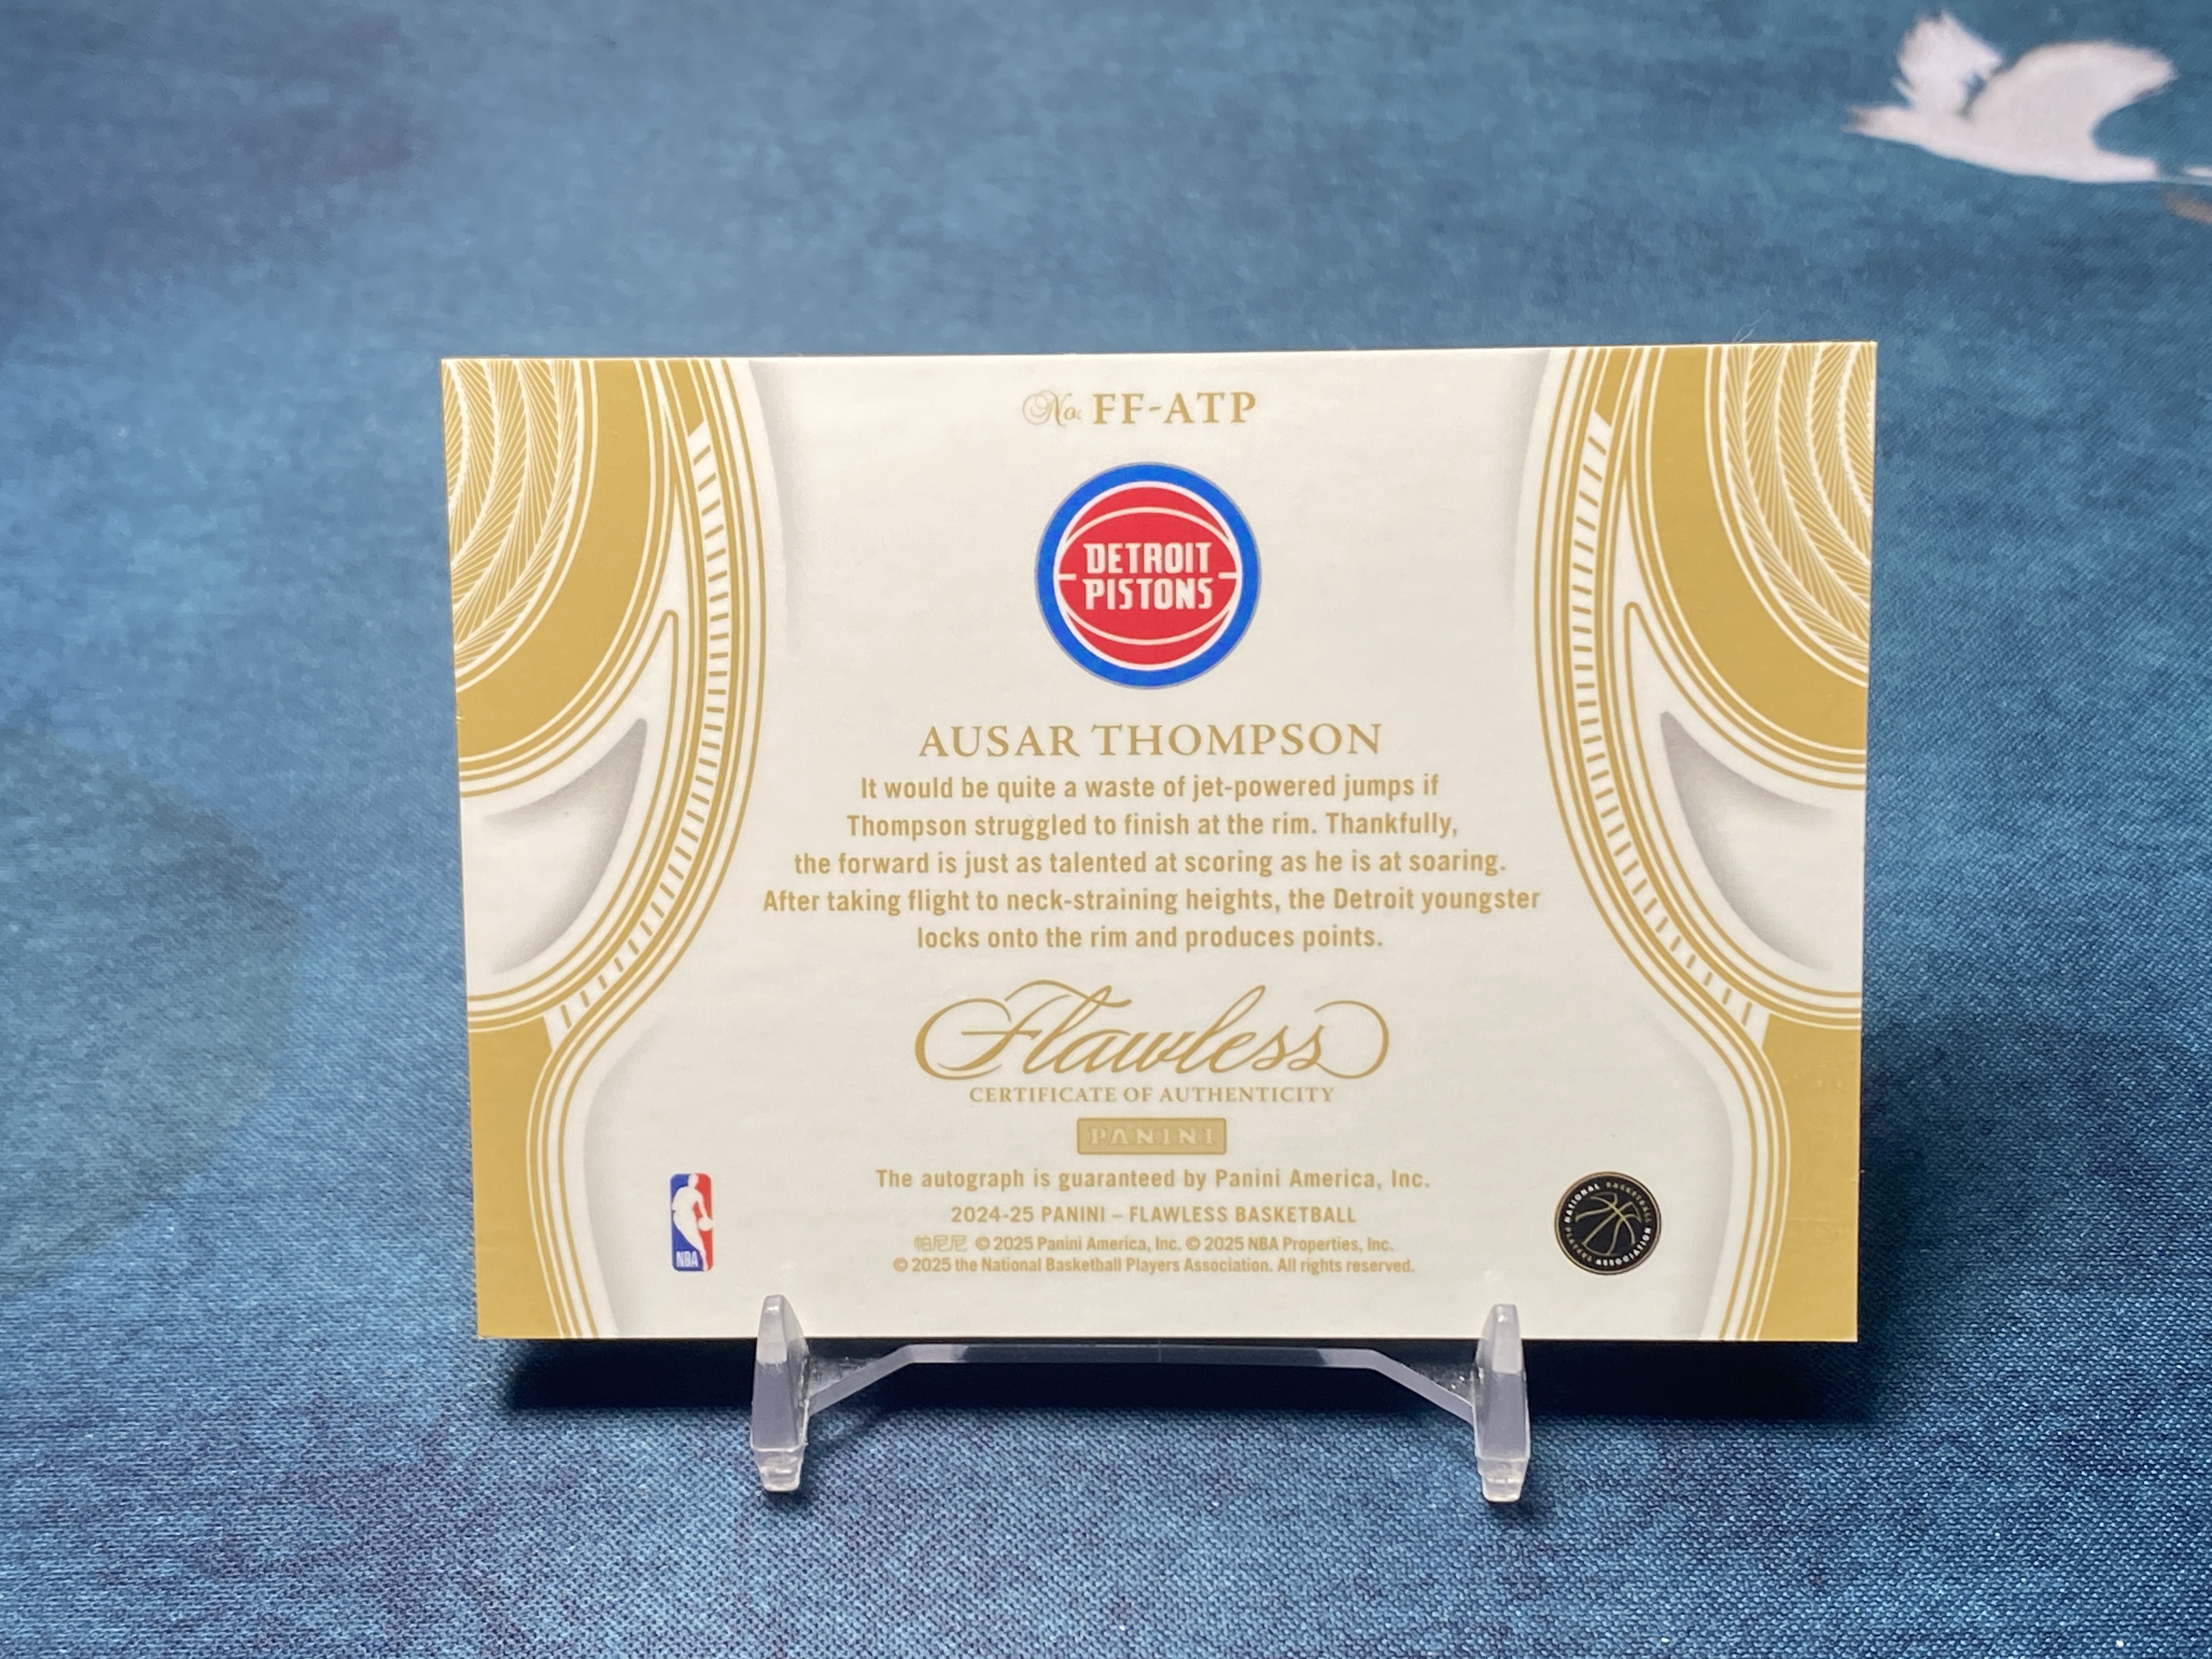 No. FF-ATP
DETROIT
PISTONS
AUSAR THOMPSON
It would be quite a waste of jet-powered jumps if
Thompson struggled to finish at the rim. Thankfully,
the forward is just as talented at scoring as he is at soaring.
After taking flight to neck-straining heights, the Detroit youngster
locks onto the rim and produces points.
Flawless
CERTIFICATE OF AUTHENTICITY
PANINI
The autograph is guaranteed by Panini America, Inc.
2024-25 PANINI – FLAWLESS BASKETBALL
帕尼尼 © 2025 Panini America, Inc. © 2025 NBA Properties, Inc.
© 2025 the National Basketball Players Association. All rights reserved.
NBA
NATIONAL BASKETBALL
PLAYERS ASSOCIATION